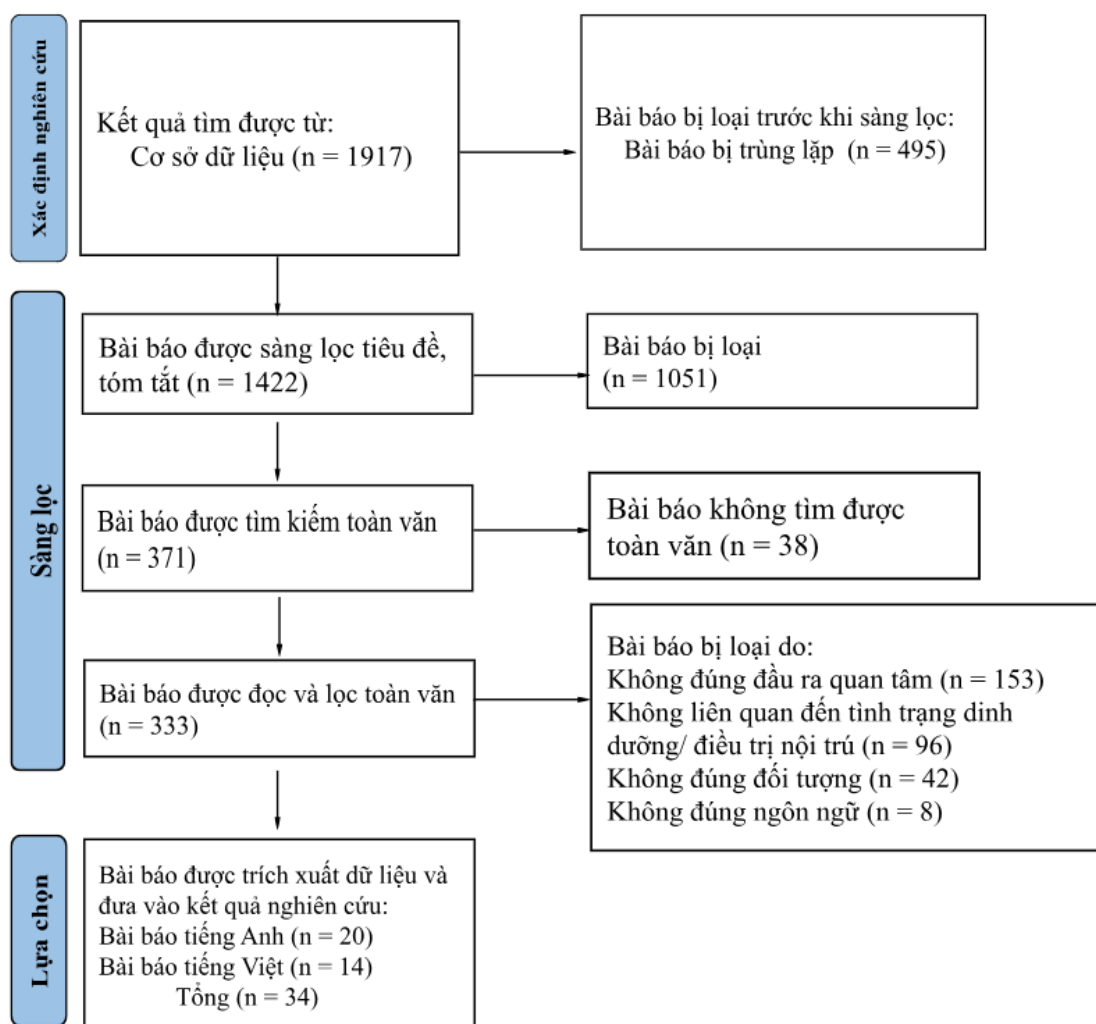 Xác định nghiên cứu
Kết quả tìm được từ:
Cơ sở dữ liệu (n = 1917)
Bài báo bị loại trước khi sàng lọc:
Bài báo bị trùng lặp (n = 495)
Sàng lọc
Bài báo được sàng lọc tiêu đề,
tóm tắt (n = 1422)
Bài báo bị loại
(n = 1051)
Bài báo được tìm kiếm toàn văn
(n = 371)
Bài báo không tìm được
toàn văn (n = 38)
Bài báo được đọc và lọc toàn văn
(n = 333)
Bài báo bị loại do:
Không đúng đầu ra quan tâm (n = 153)
Không liên quan đến tình trạng dinh
dưỡng/ điều trị nội trú (n = 96)
Không đúng đối tượng (n = 42)
Không đúng ngôn ngữ (n = 8)
Lựa chọn
Bài báo được trích xuất dữ liệu và
đưa vào kết quả nghiên cứu:
Bài báo tiếng Anh (n = 20)
Bài báo tiếng Việt (n = 14)
Tổng (n = 34)